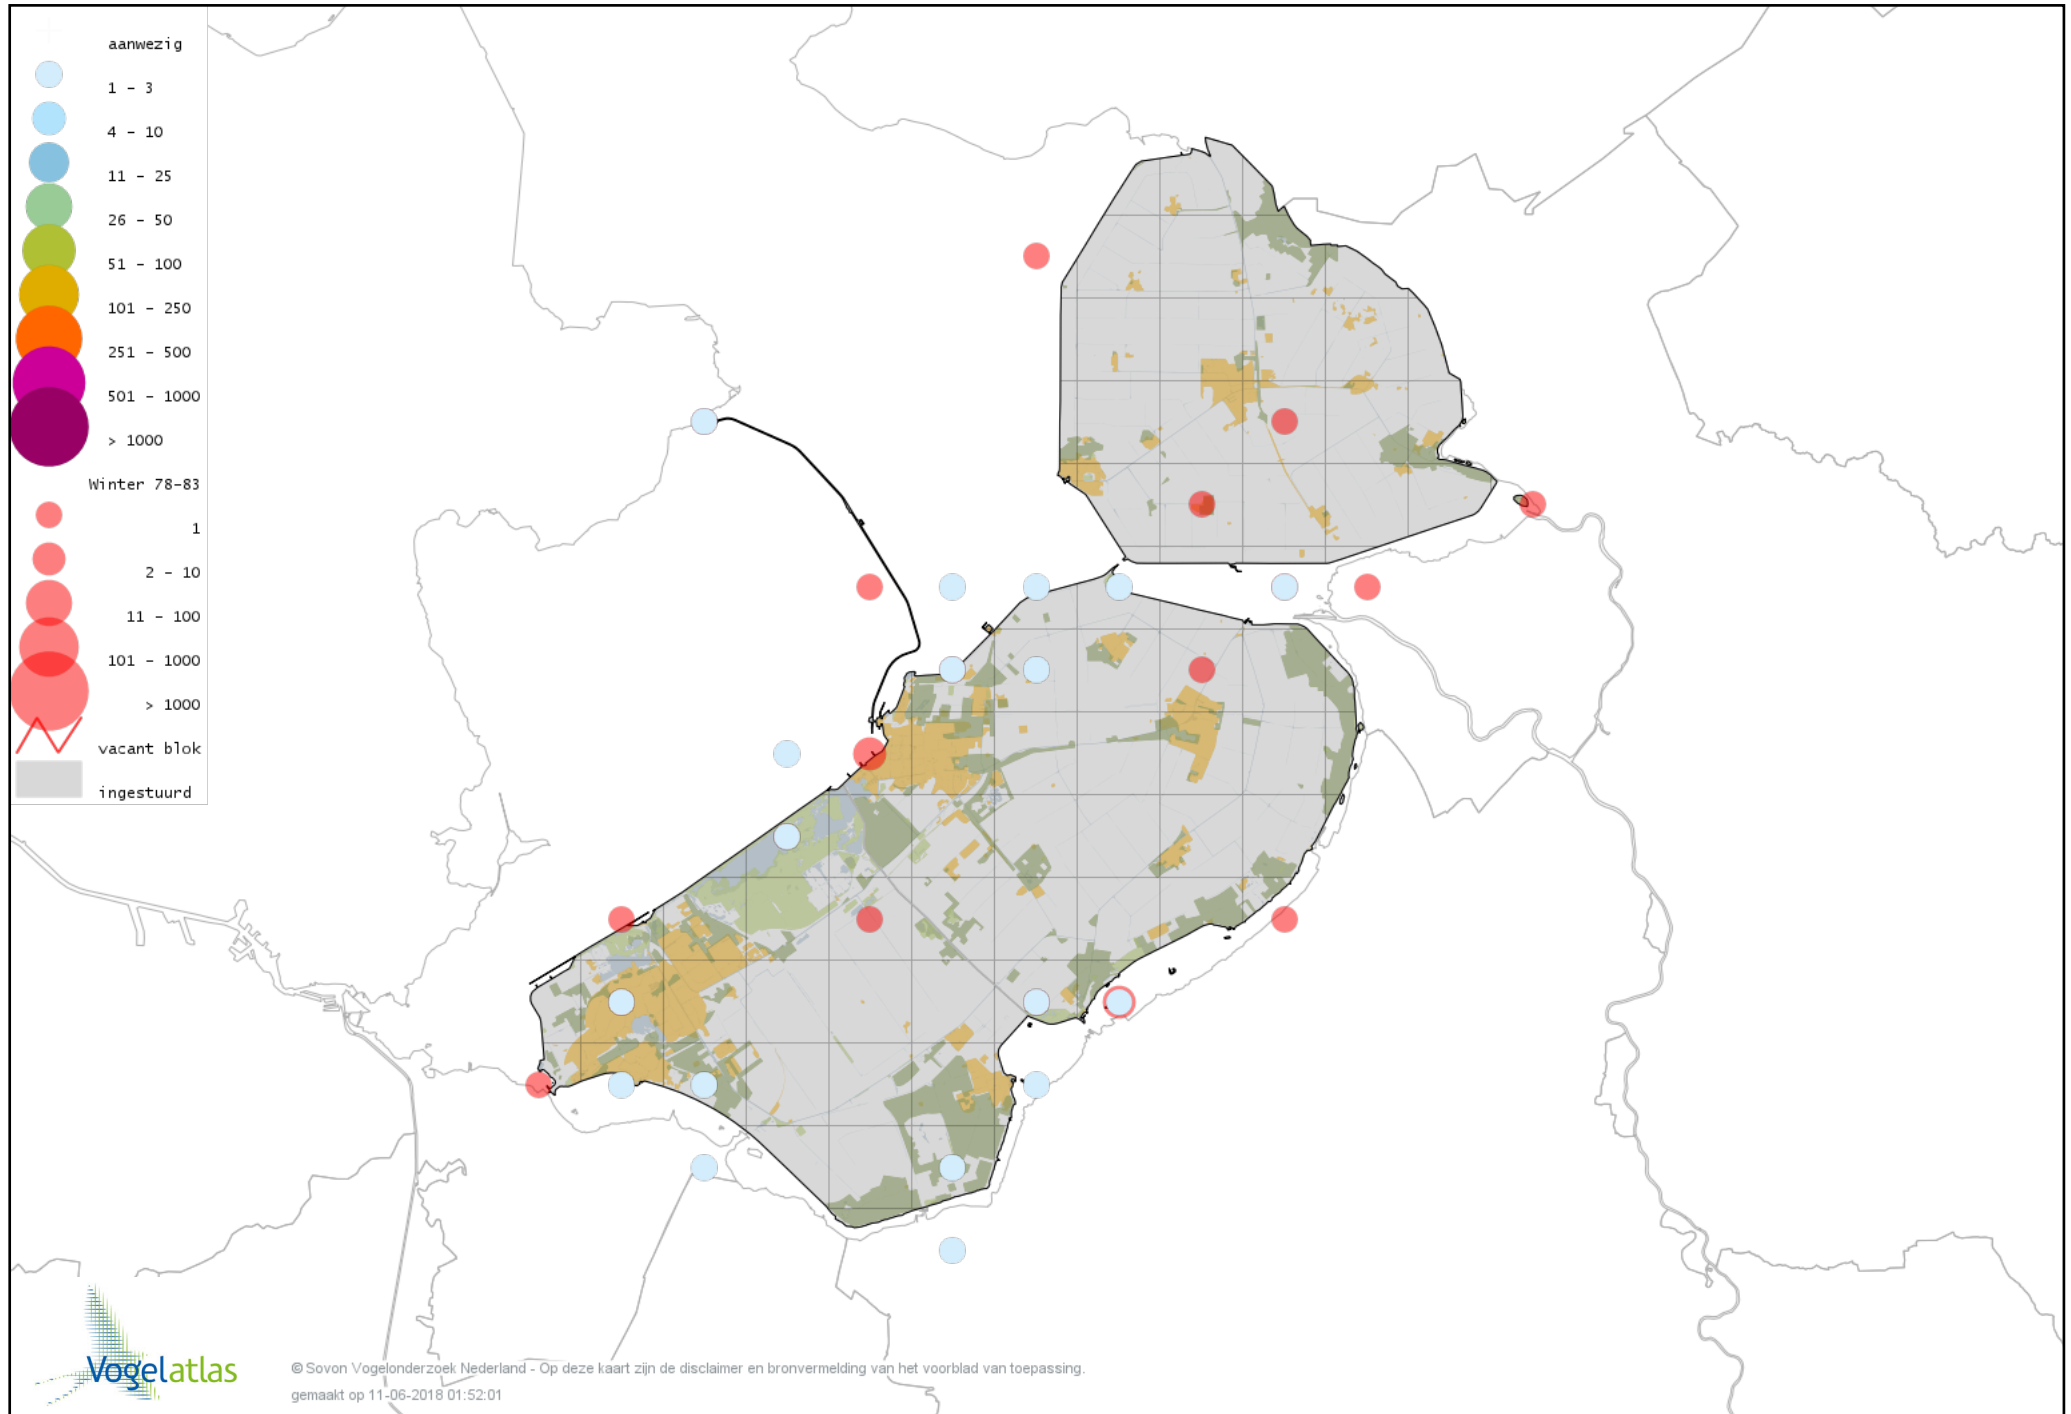 aanwezig
1 - 3
4 - 10
11 - 25
26 - 50
51 - 100
101 - 250
251 - 500
501 - 1000
> 1000
Winter 78-83
1
2 - 10
11 - 100
101 - 1000
> 1000
vacant blok
ingestuurd
Vogelatlas
© Sovon Vogelonderzoek Nederland - Op deze kaart zijn de disclaimer en bronvermelding van het voorblad van toepassing.
gemaakt op 11-06-2018 01:52:01